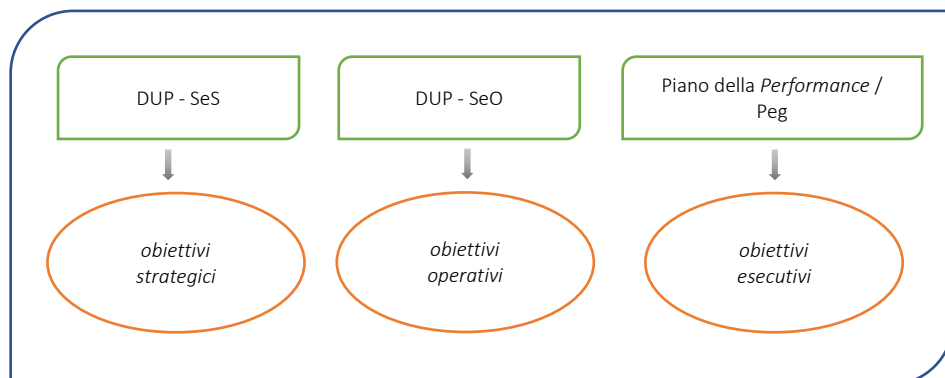 DUP - SeS
DUP - SeO
Piano della Performance /
Peg
obiettivi
strategici
obiettivi
operativi
obiettivi
esecutivi